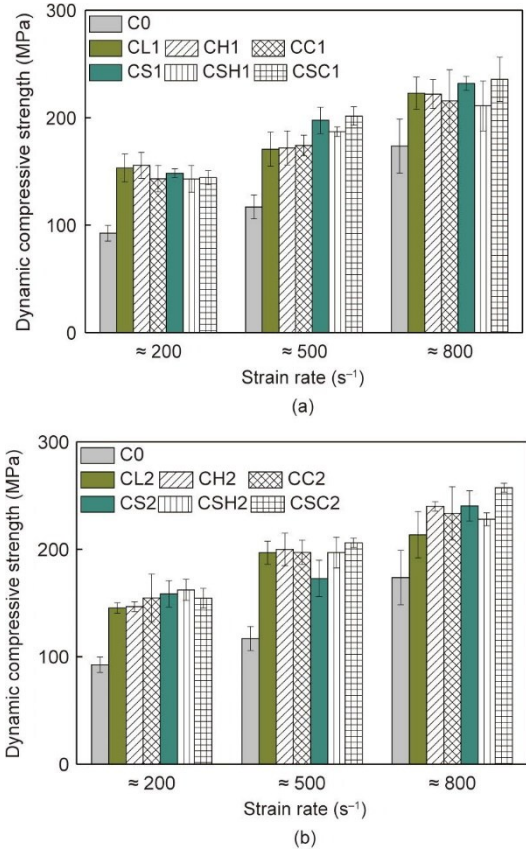 Dynamic compressive strength (MPa)
300
200
100
0
C0
CL1 CH1 CC1
CS1 CSH1 CSC1
≈ 200 ≈ 500 ≈ 800
Strain rate (s⁻¹)
(a)
Dynamic compressive strength (MPa)
300
200
100
0
C0
CL2 CH2 CC2
CS2 CSH2 CSC2
≈ 200 ≈ 500 ≈ 800
Strain rate (s⁻¹)
(b)